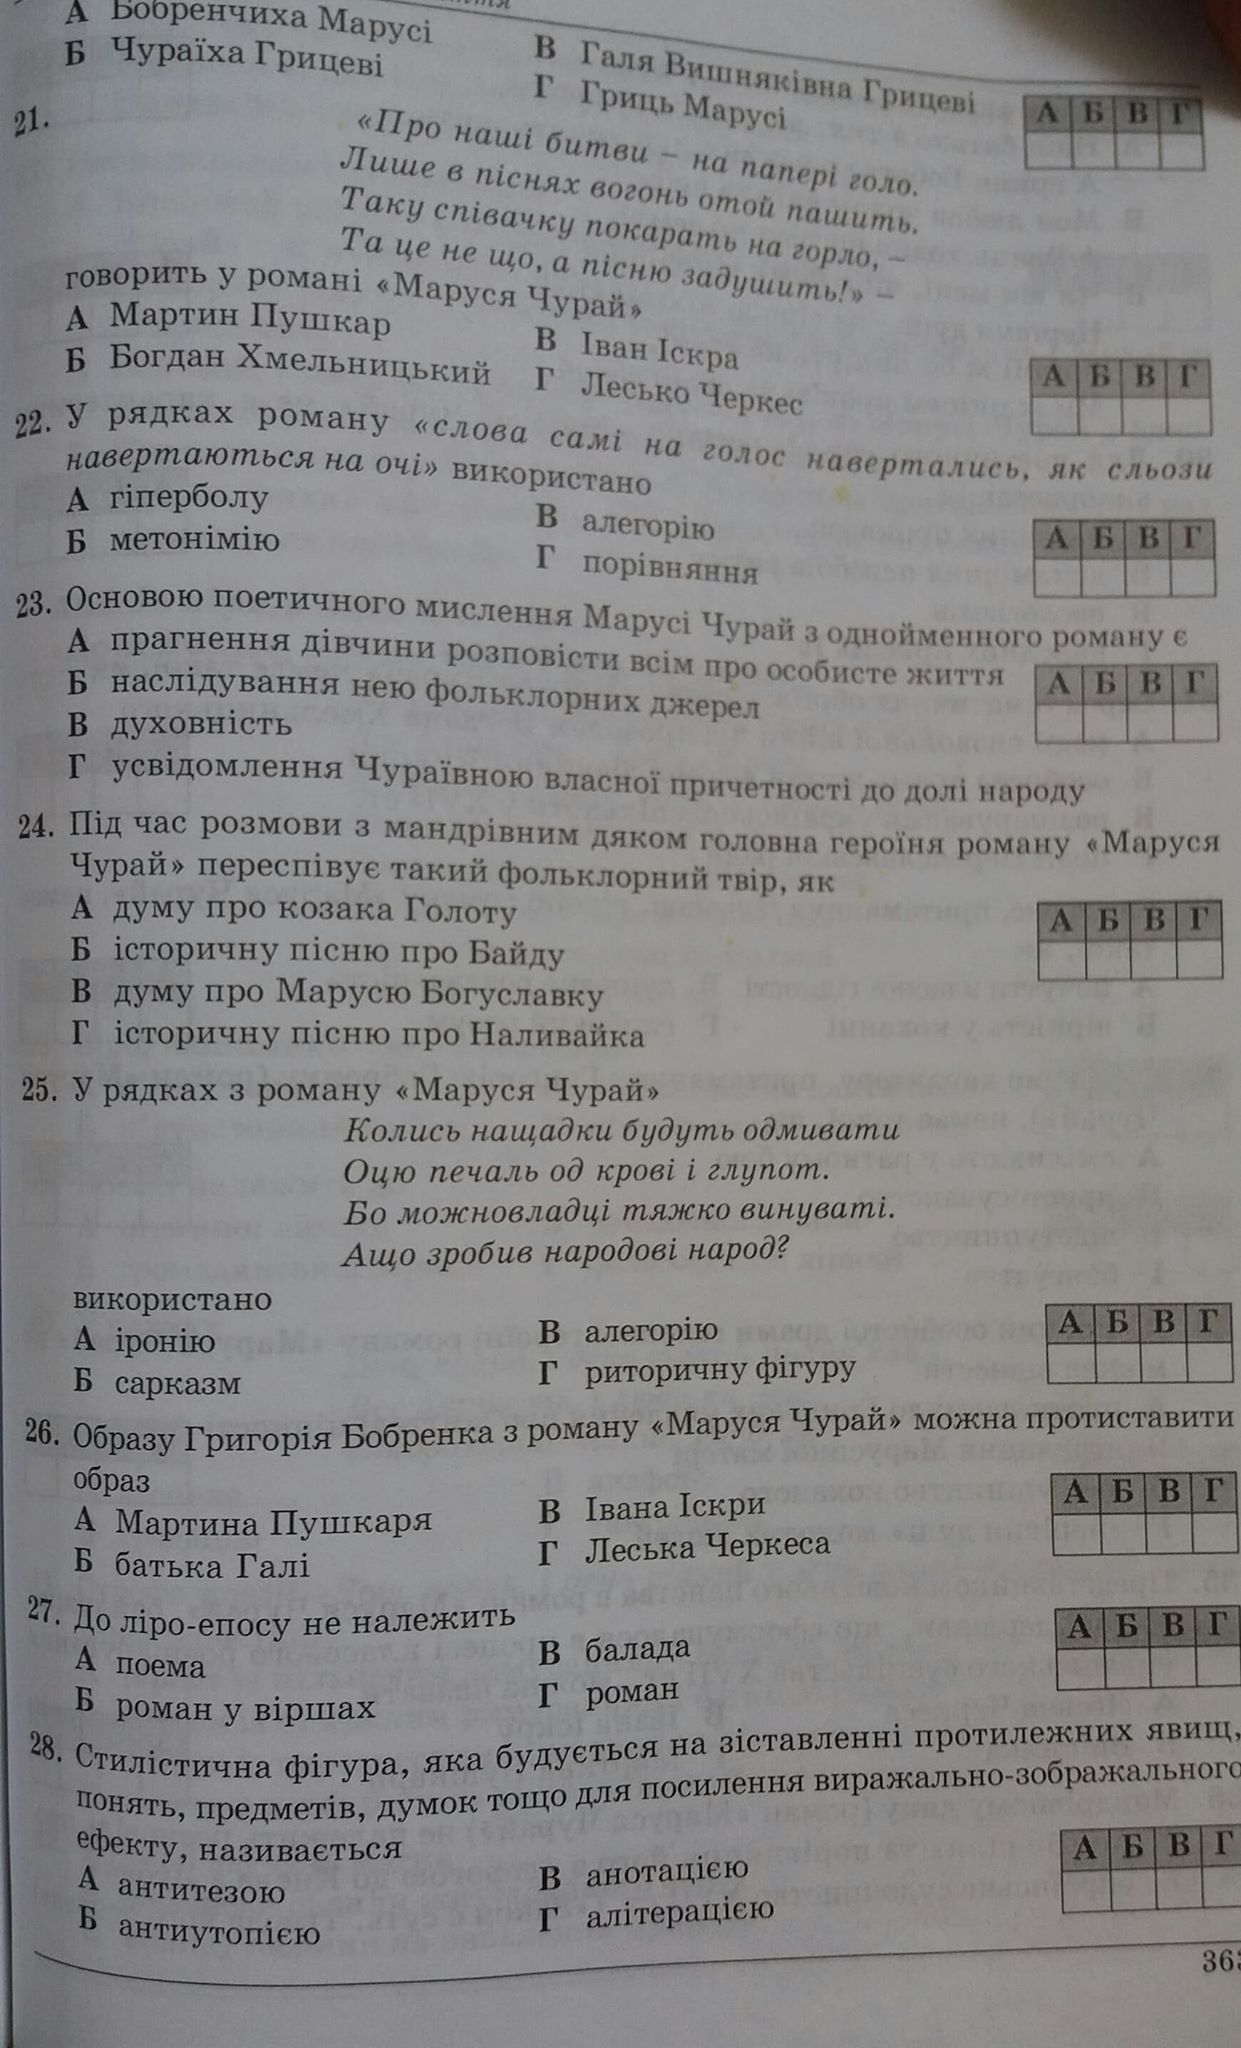 А Бобренчиха Марусі
Б Чураїха Грицеві
В Галя Вишняківна Грицеві
Г Гриць Марусі
А Б В Г
21.
«Про наші битви – на папері голо.
Лише в піснях вогонь отой пашить.
Таку співачку покарать на горло, –
Та це не що, а пісню задушить!» –
говорить у романі «Маруся Чурай»
А Мартин Пушкар
Б Богдан Хмельницький
В Іван Іскра
Г Лесько Черкес
А Б В Г
22. У рядках роману «слова самі на голос навертались, як сльози
навертаються на очі» використано
А гіперболу
Б метонімію
В алегорію
Г порівняння
А Б В Г
23. Основою поетичного мислення Марусі Чурай з однойменного роману є
А прагнення дівчини розповісти всім про особисте життя
Б наслідування нею фольклорних джерел
В духовність
Г усвідомлення Чураївною власної причетності до долі народу
А Б В Г
24. Під час розмови з мандрівним дяком головна героїня роману «Маруся
Чурай» переспівує такий фольклорний твір, як
А думу про козака Голоту
Б історичну пісню про Байду
В думу про Марусю Богуславку
Г історичну пісню про Наливайка
А Б В Г
25. У рядках з роману «Маруся Чурай»
Колись нащадки будуть одмивати
Оцю печаль од крові і глупот.
Бо можновладці тяжко винуваті.
Ащо зробив народові народ?
використано
А іронію
Б сарказм
В алегорію
Г риторичну фігуру
А Б В Г
26. Образу Григорія Бобренка з роману «Маруся Чурай» можна протиставити
образ
А Мартина Пушкаря
Б батька Галі
В Івана Іскри
Г Леська Черкеса
А Б В Г
27. До ліро-епосу не належить
А поема
Б роман у віршах
В балада
Г роман
А Б В Г
28. Стилістична фігура, яка будується на зіставленні протилежних явищ,
понять, предметів, думок тощо для посилення виражально-зображального
ефекту, називається
А антитезою
Б антиутопією
В анотацією
Г алітерацією
А Б В Г